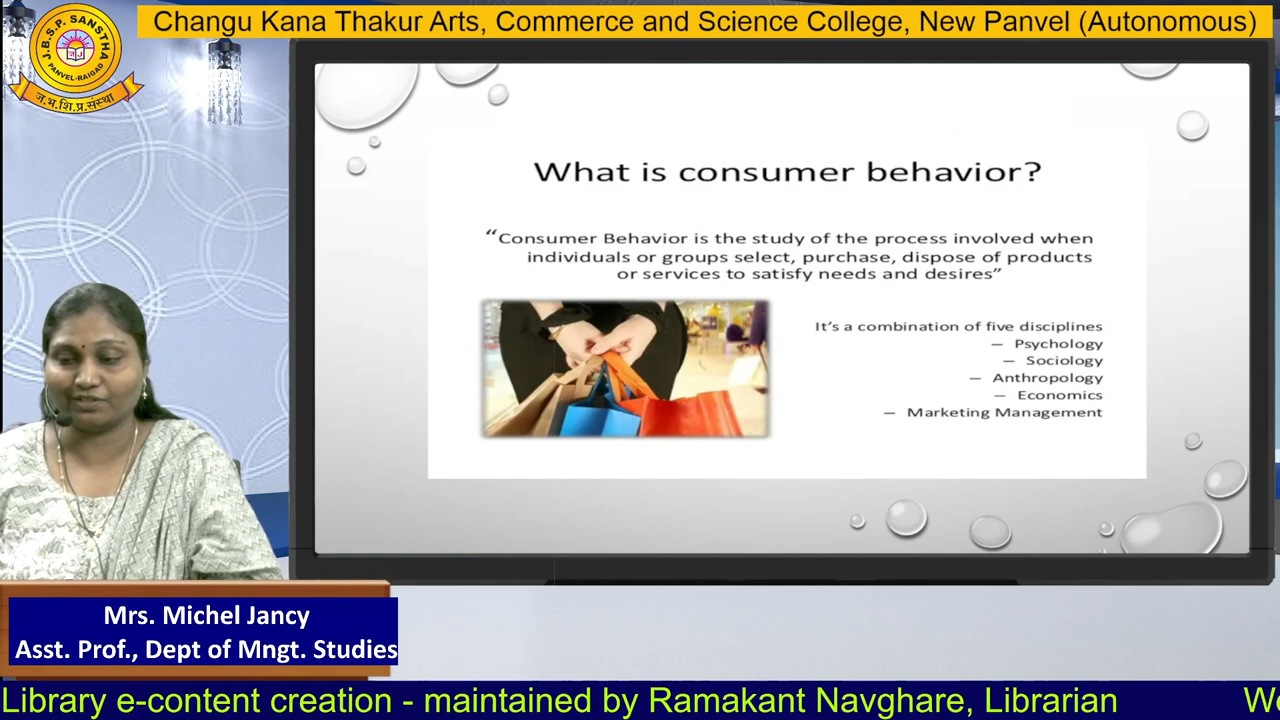 Changu Kana Thakur Arts, Commerce and Science College, New Panvel (Autonomous)
J.B.S.P. SANSTHA
PANVEL-RAIGAD
ज.भ.शि.प्र.संस्था
What is consumer behavior?
“Consumer Behavior is the study of the process involved when
individuals or groups select, purchase, dispose of products
or services to satisfy needs and desires”
It’s a combination of five disciplines
– Psychology
– Sociology
– Anthropology
– Economics
– Marketing Management
Mrs. Michel Jancy
Asst. Prof., Dept of Mngt. Studies
Library e-content creation - maintained by Ramakant Navghare, Librarian